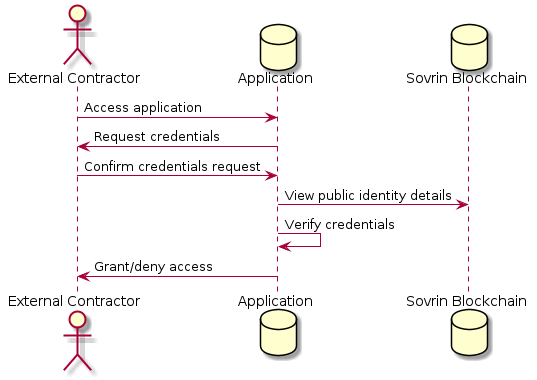 External Contractor
Application
Sovrin Blockchain
Access application
Request credentials
Confirm credentials request
View public identity details
Verify credentials
Grant/deny access
External Contractor
Application
Sovrin Blockchain